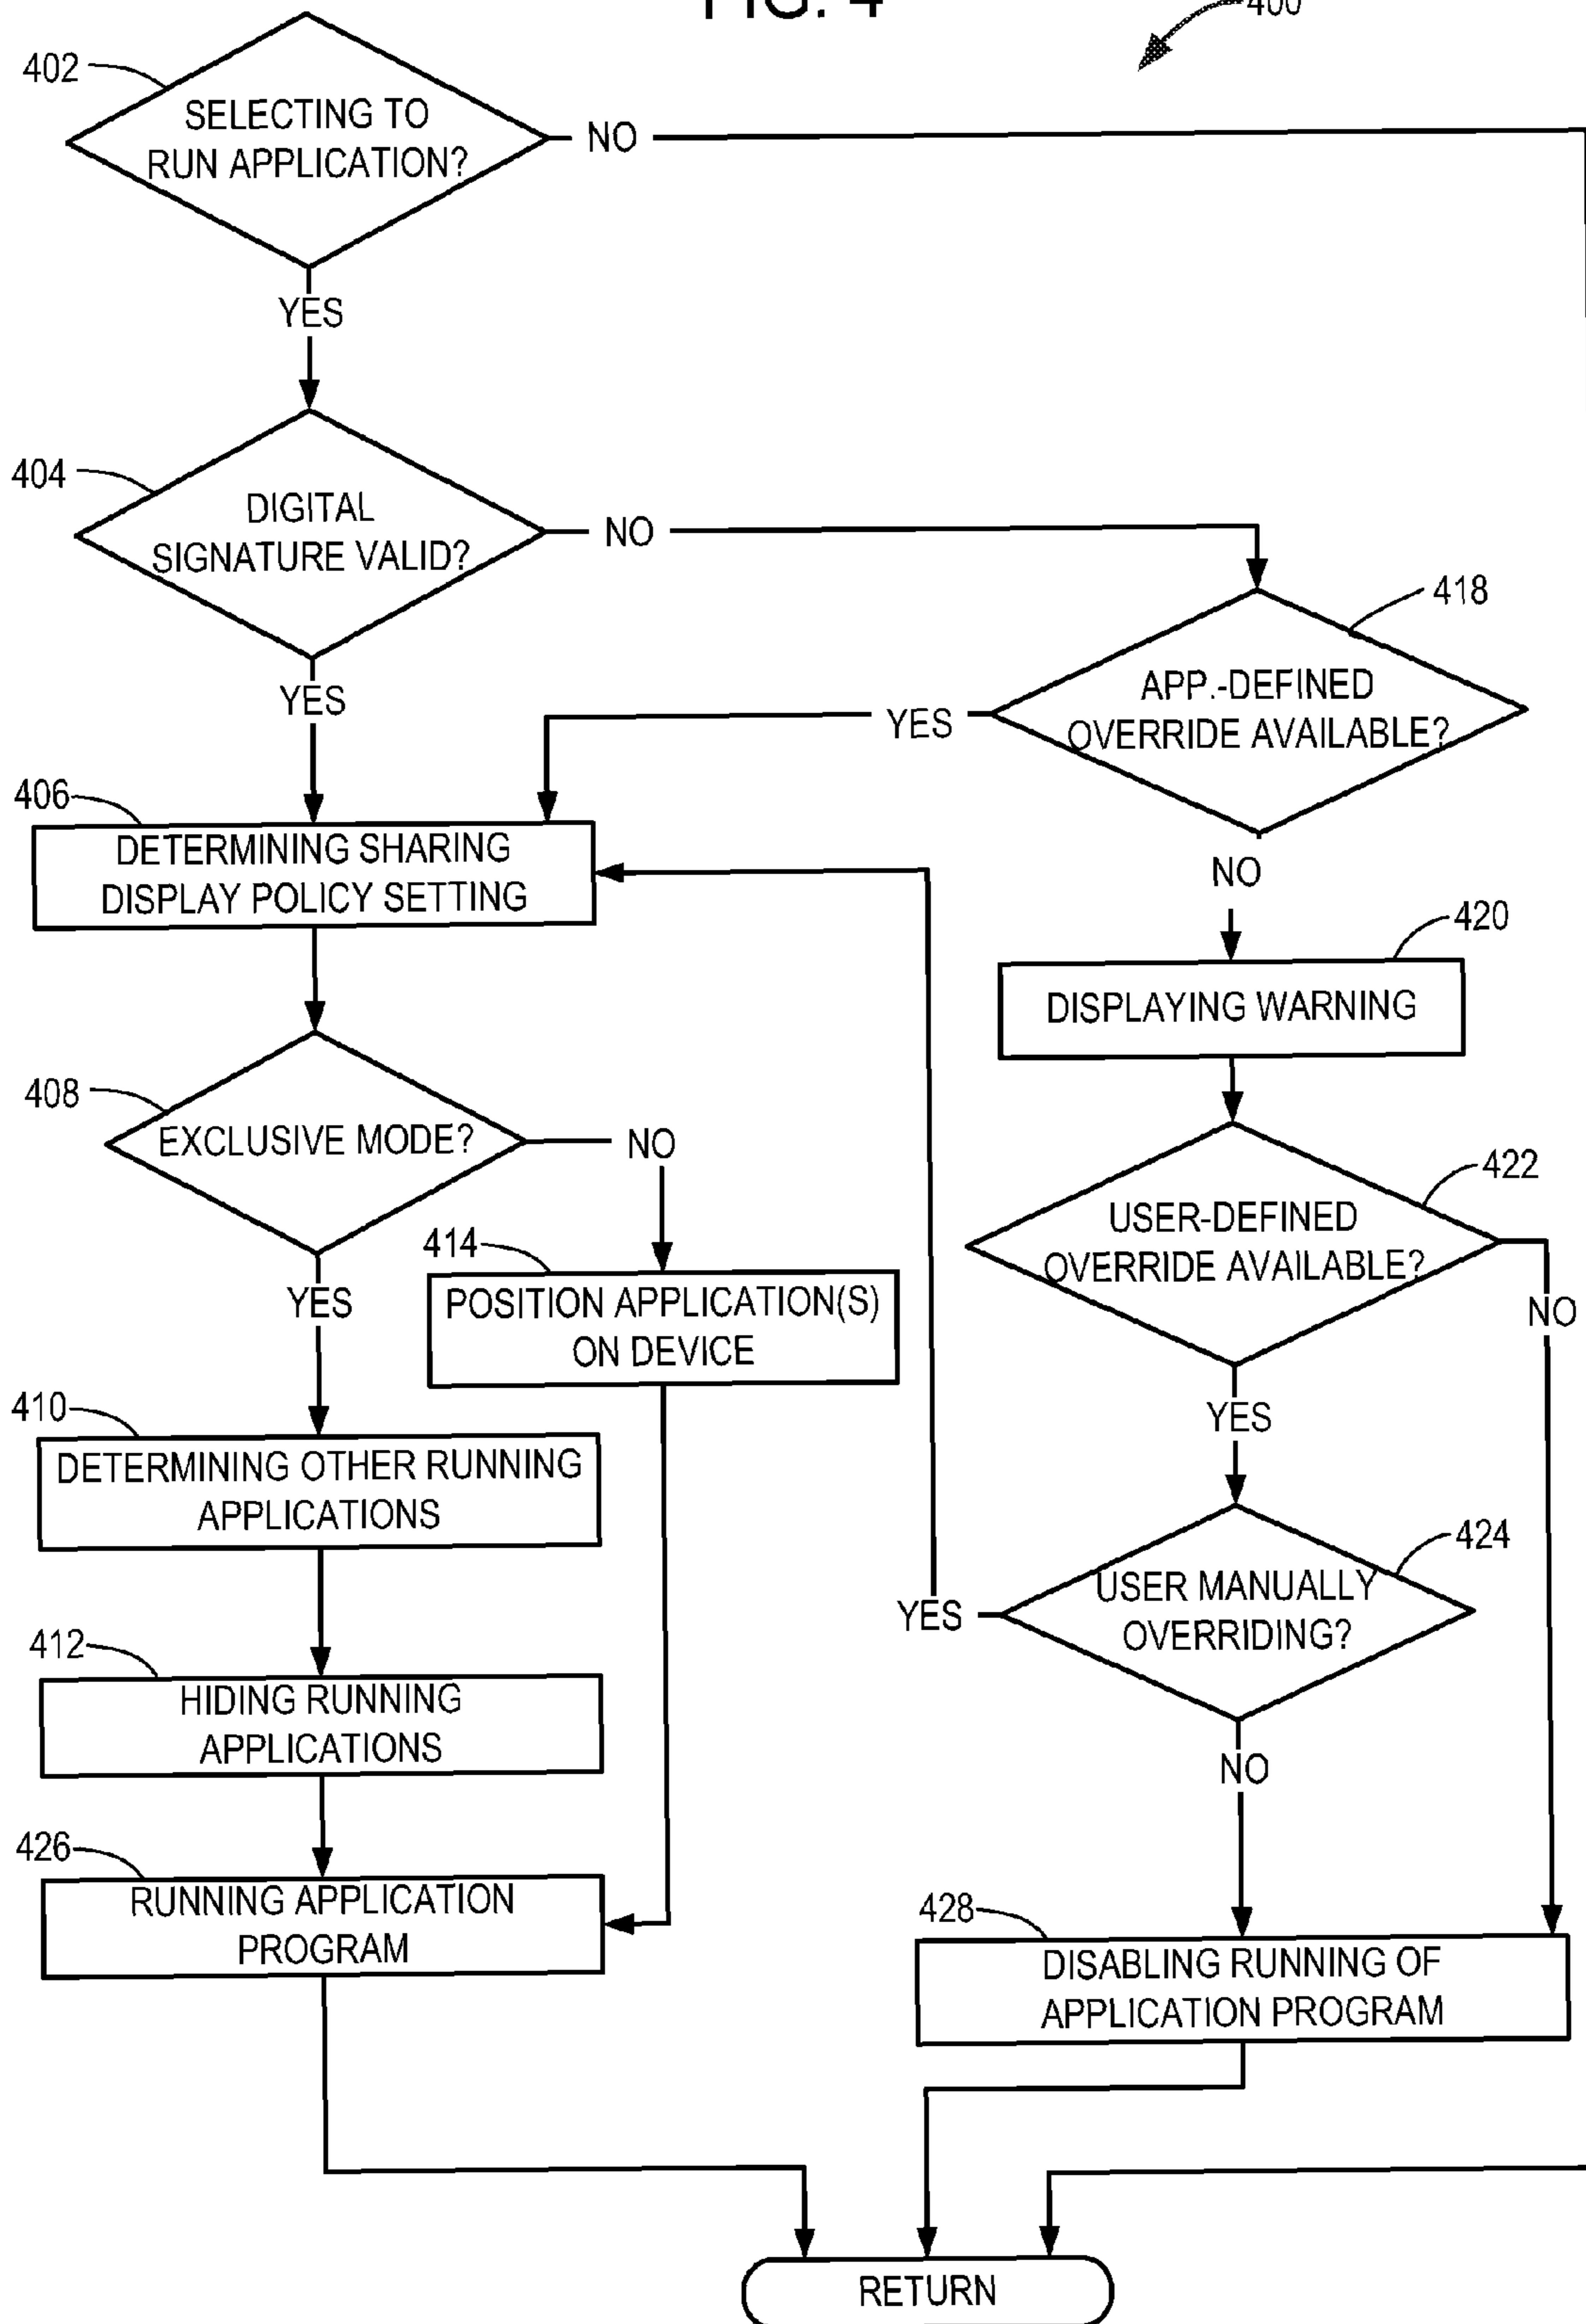 FIG. 4
400
402
SELECTING TO
RUN APPLICATION?
NO
YES
404
DIGITAL
SIGNATURE VALID?
NO
418
APP.-DEFINED
OVERRIDE AVAILABLE?
YES
YES
406
DETERMINING SHARING
DISPLAY POLICY SETTING
NO
420
DISPLAYING WARNING
408
EXCLUSIVE MODE?
NO
422
USER-DEFINED
OVERRIDE AVAILABLE?
NO
414
POSITION APPLICATION(S)
ON DEVICE
YES
YES
410
DETERMINING OTHER RUNNING
APPLICATIONS
424
USER MANUALLY
OVERRIDING?
YES
412
HIDING RUNNING
APPLICATIONS
NO
426
RUNNING APPLICATION
PROGRAM
428
DISABLING RUNNING OF
APPLICATION PROGRAM
RETURN